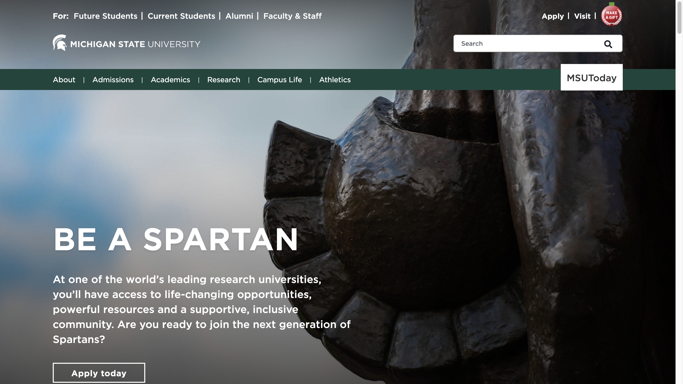 For: Future Students | Current Students | Alumni | Faculty & Staff
Apply | Visit |
MAKE A GIFT
MICHIGAN STATE UNIVERSITY
Search
About | Admissions | Academics | Research | Campus Life | Athletics
MSUToday
BE A SPARTAN
At one of the world's leading research universities,
you'll have access to life-changing opportunities,
powerful resources and a supportive, inclusive
community. Are you ready to join the next generation of
Spartans?
Apply today